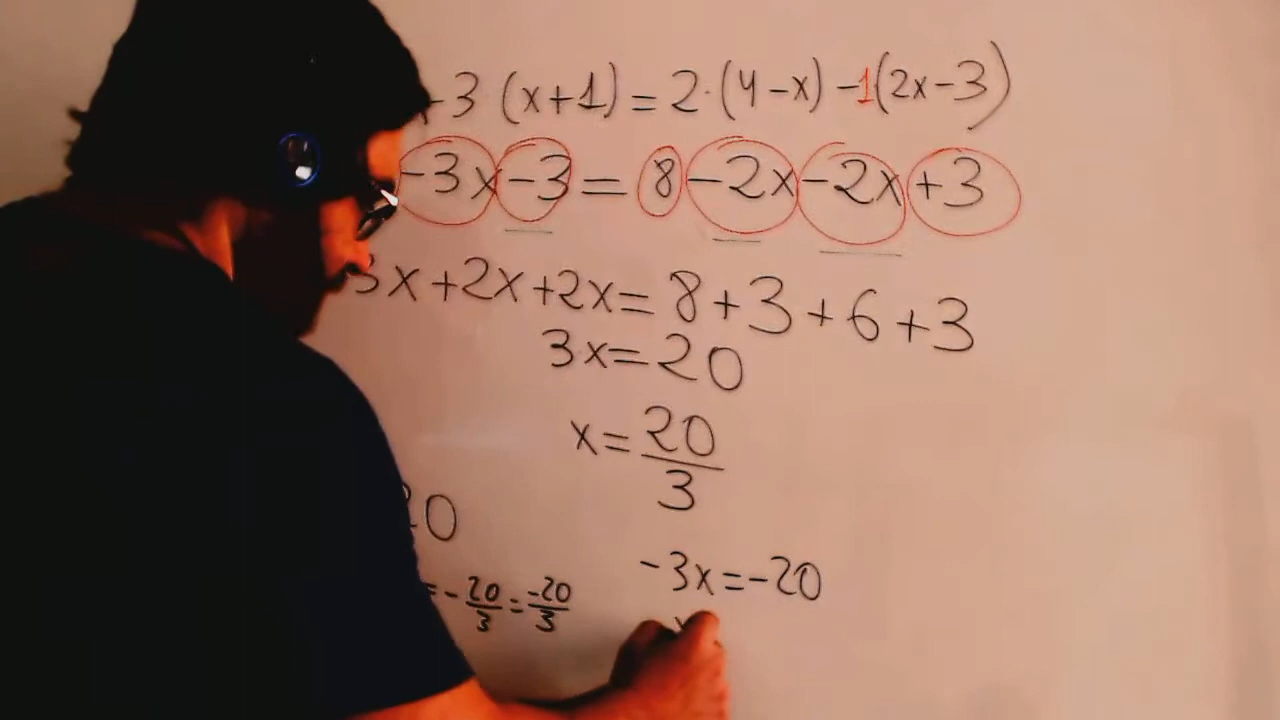 -3 (x+1) = 2·(4-x) -1(2x-3)
-3x -3 = 8 -2x -2x +3
3x+2x+2x= 8+3+6+3
3x=20
x= 20/3
20
= - 20/3 = -20/3
-3x=-20
x